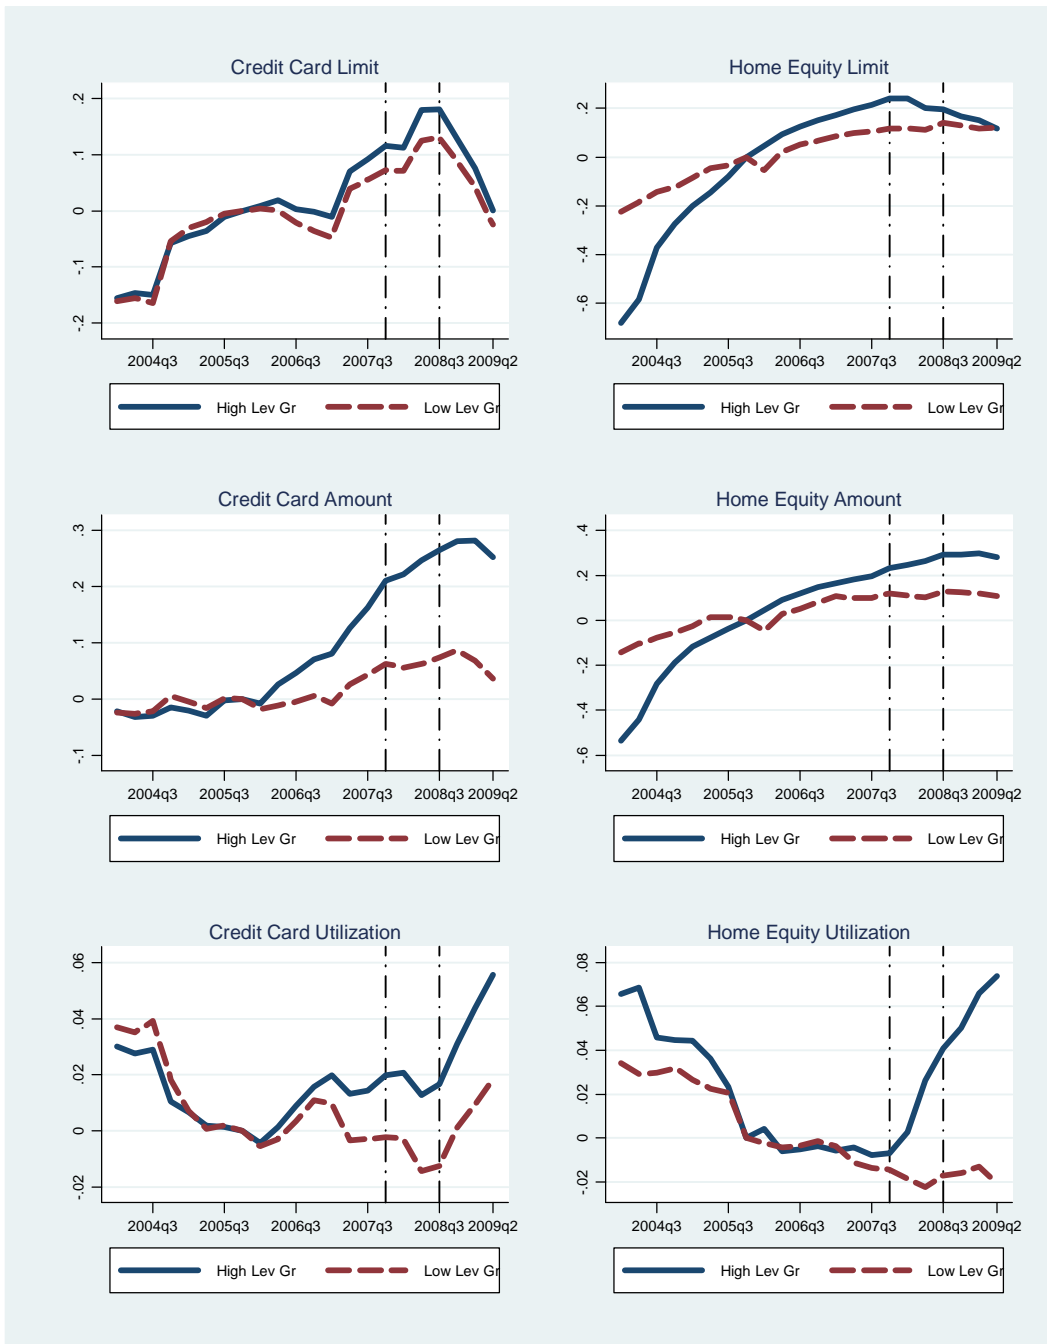 Credit Card Limit
.2
.1
0
-.1
-.2
2004q3 2005q3 2006q3 2007q3 2008q3 2009q2
High Lev Gr Low Lev Gr
Home Equity Limit
.2
0
-.2
-.4
-.6
2004q3 2005q3 2006q3 2007q3 2008q3 2009q2
High Lev Gr Low Lev Gr
Credit Card Amount
.3
.2
.1
0
-.1
2004q3 2005q3 2006q3 2007q3 2008q3 2009q2
High Lev Gr Low Lev Gr
Home Equity Amount
.4
.2
0
-.2
-.4
-.6
2004q3 2005q3 2006q3 2007q3 2008q3 2009q2
High Lev Gr Low Lev Gr
Credit Card Utilization
.06
.04
.02
0
-.02
2004q3 2005q3 2006q3 2007q3 2008q3 2009q2
High Lev Gr Low Lev Gr
Home Equity Utilization
.08
.06
.04
.02
0
-.02
2004q3 2005q3 2006q3 2007q3 2008q3 2009q2
High Lev Gr Low Lev Gr